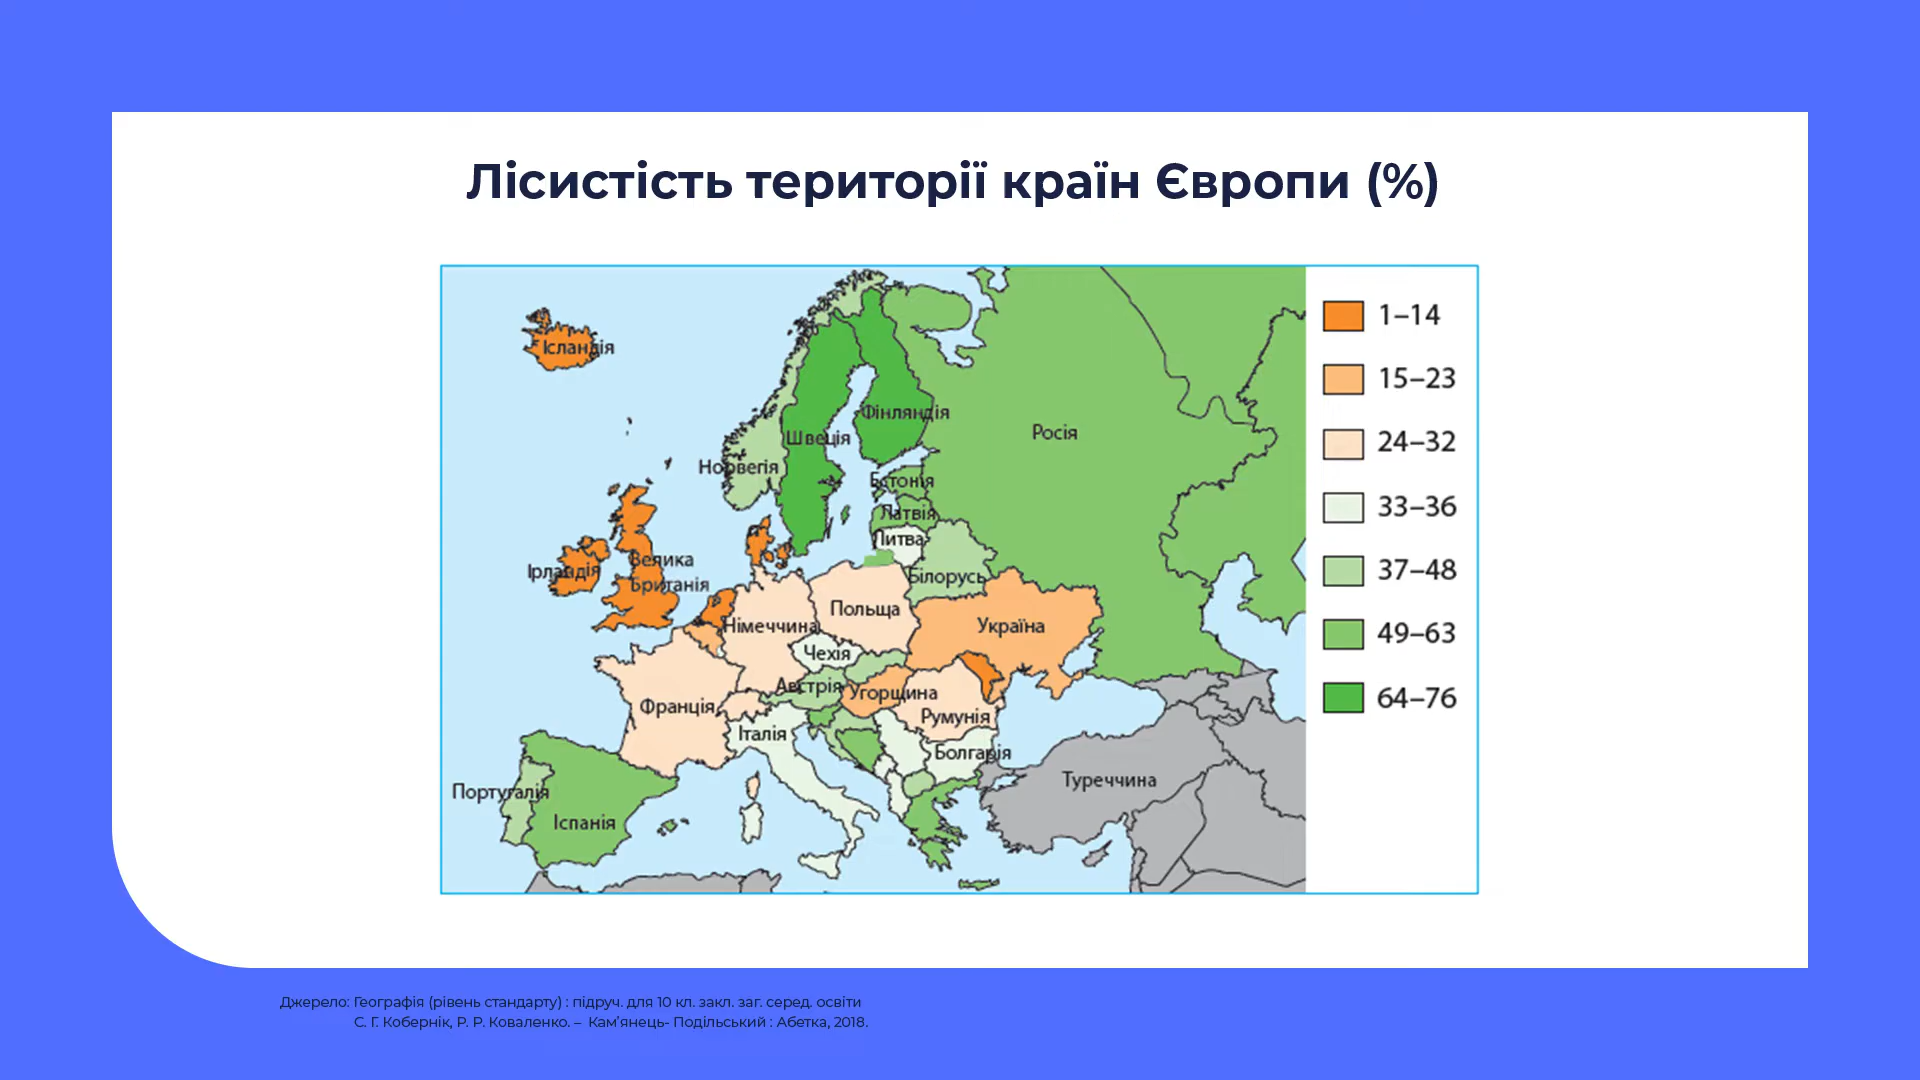 Лісистість території країн Європи (%)
Ісландія
1–14
15–23
Фінляндія
Швеція
Росія
24–32
Норвегія
Естонія
33–36
Латвія
Литва
Велика
Британія
Ірландія
Білорусь
37–48
Польща
Німеччина
Україна
49–63
Чехія
Австрія
Угорщина
64–76
Франція
Румунія
Італія
Болгарія
Туреччина
Португалія
Іспанія
Джерело: Географія (рівень стандарту) : підруч. для 10 кл. закл. заг. серед. освіти
С. Г. Кобернік, Р. Р. Коваленко. – Кам’янець- Подільський : Абетка, 2018.